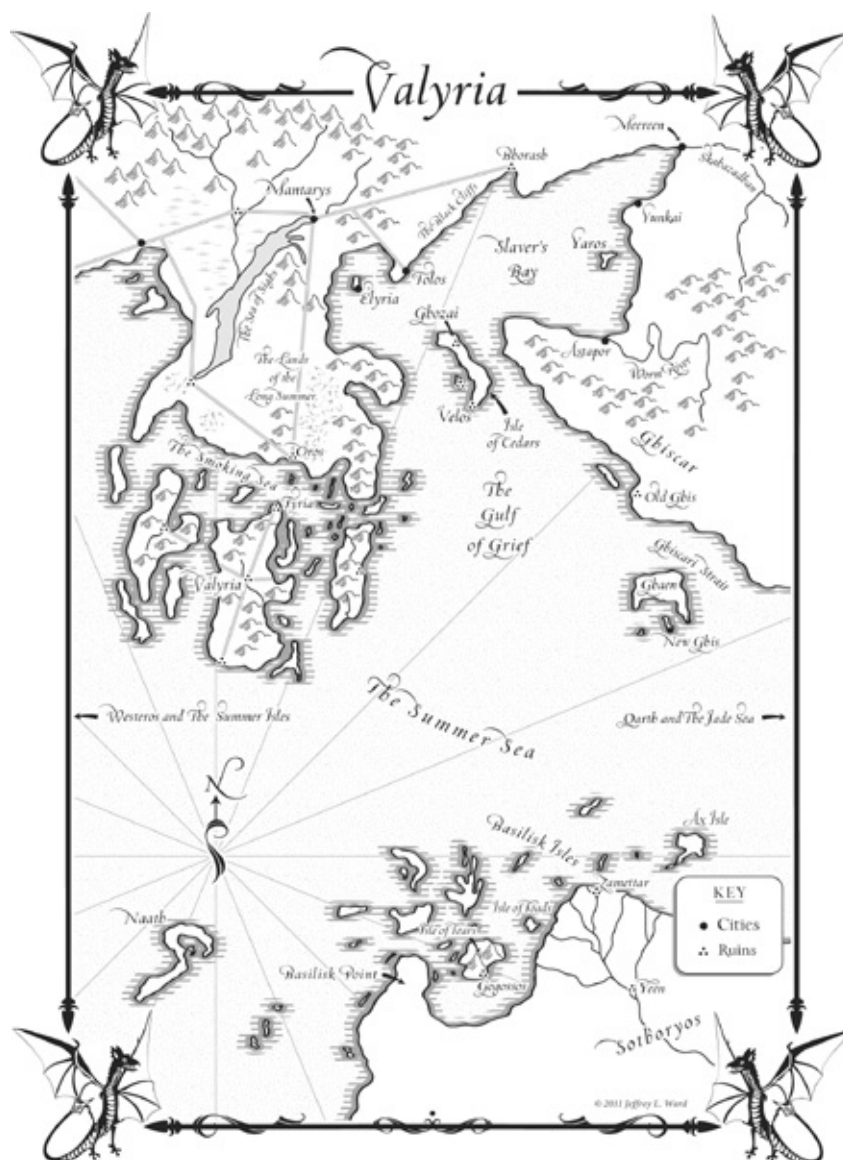 Valyria
Meereen
Bhorash
Skahazadhan
Mantarys
The Black Cliffs
Yunkai
Slaver's
Bay
Yaros
Tolos
Elyria
The Sea of Sighs
Ghozai
Astapor
The Lands
of the
Long Summer
Worm River
Velos
Isle
of Cedars
Ghiscar
Oros
The Smoking Sea
Tyria
The
Gulf
of Grief
Old Ghis
Ghiscari Strait
Valyria
Ghaen
New Ghis
The Summer Sea
Westeros and The Summer Isles
Qarth and The Jade Sea
N
Ax Isle
Basilisk Isles
Zamettar
KEY
Cities
Ruins
Naath
Isle of Toads
Isle of Tears
Basilisk Point
Gogossos
Yeen
Sothoryos
© 2011 Jeffrey L. Ward